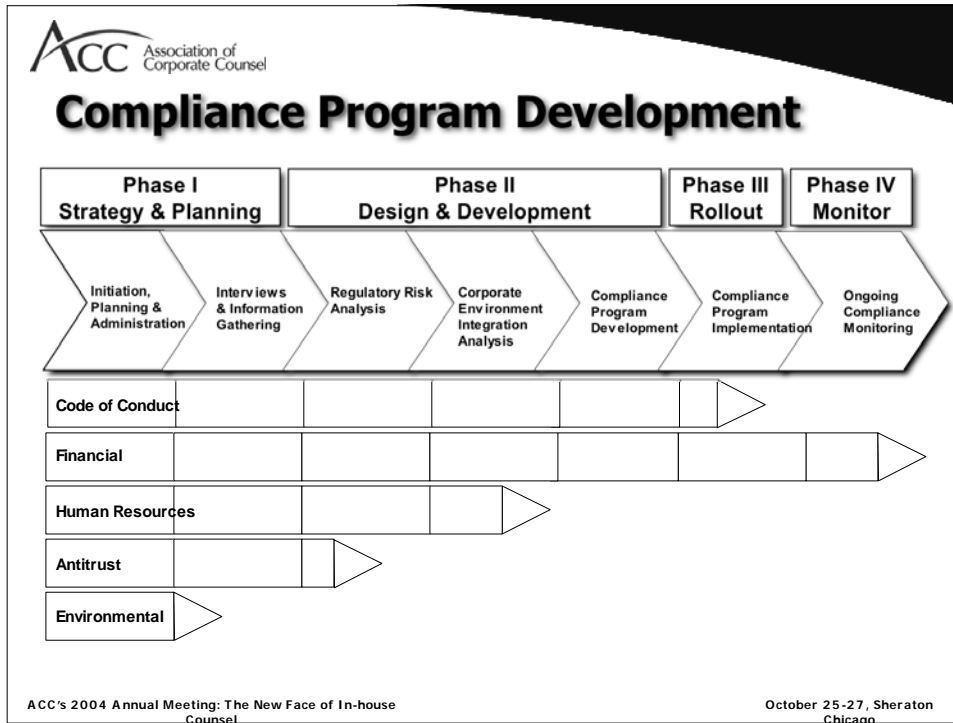 ACC Association of
Corporate Counsel
Compliance Program Development
Phase I
Strategy & Planning
Phase II
Design & Development
Phase III
Rollout
Phase IV
Monitor
Initiation,
Planning &
Administration
Interviews
& Information
Gathering
Regulatory Risk
Analysis
Corporate
Environment
Integration
Analysis
Compliance
Program
Development
Compliance
Program
Implementation
Ongoing
Compliance
Monitoring
Code of Conduct
Financial
Human Resources
Antitrust
Environmental
ACC's 2004 Annual Meeting: The New Face of In-house
Counsel
October 25-27, Sheraton
Chicago